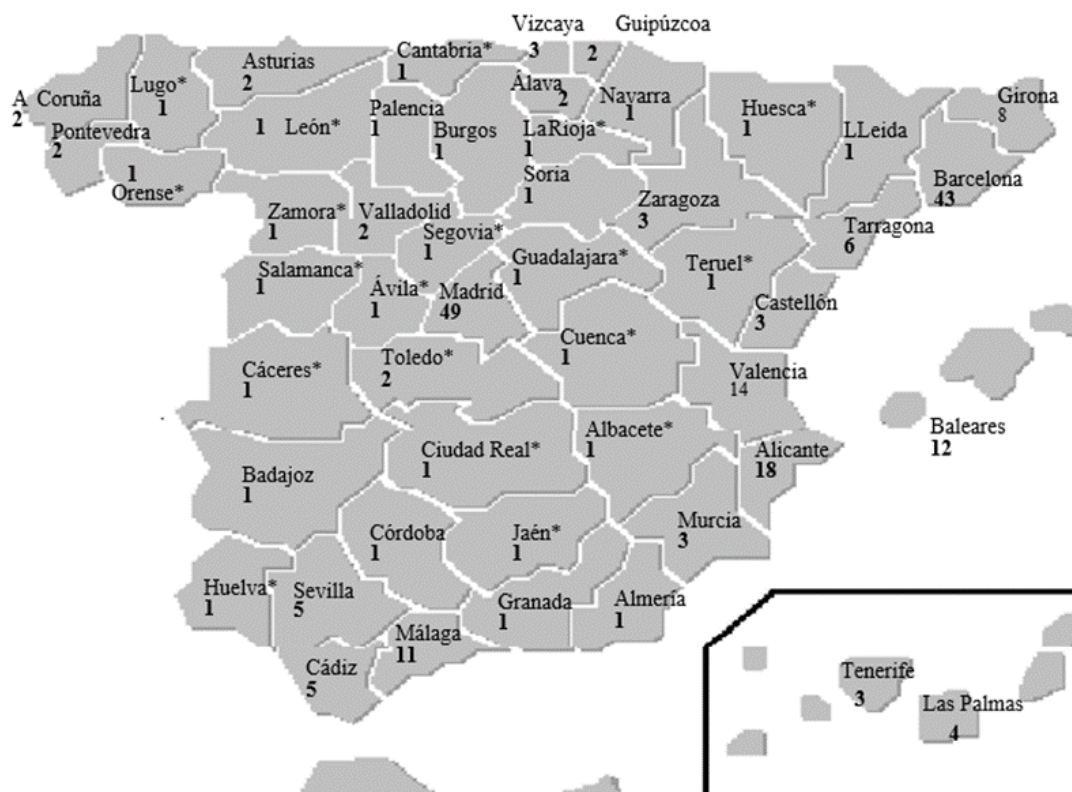 Vizcaya
3
Guipúzcoa
2
Cantabria*
1
Asturias
2
Lugo*
1
A Coruña
2
Pontevedra
2
1
Orense*
1 León*
Palencia
1
Burgos
1
Álava
2
LaRioja*
1
Navarra
1
Huesca*
1
LLeida
1
Girona
8
Barcelona
43
Tarragona
6
Zaragoza
3
Soria
1
Zamora*
1
Valladolid
2
Segovia*
1
Salamanca*
1
Ávila*
1
Madrid
49
Guadalajara*
1
Teruel*
1
Castellón
3
Cuenca*
1
Valencia
14
Cáceres*
1
Toledo*
2
Baleares
12
Badajoz
1
Ciudad Real*
1
Albacete*
1
Alicante
18
Murcia
3
Córdoba
1
Jaén*
1
Huelva*
1
Sevilla
5
Granada
1
Almería
1
Málaga
11
Cádiz
5
Tenerife
3
Las Palmas
4